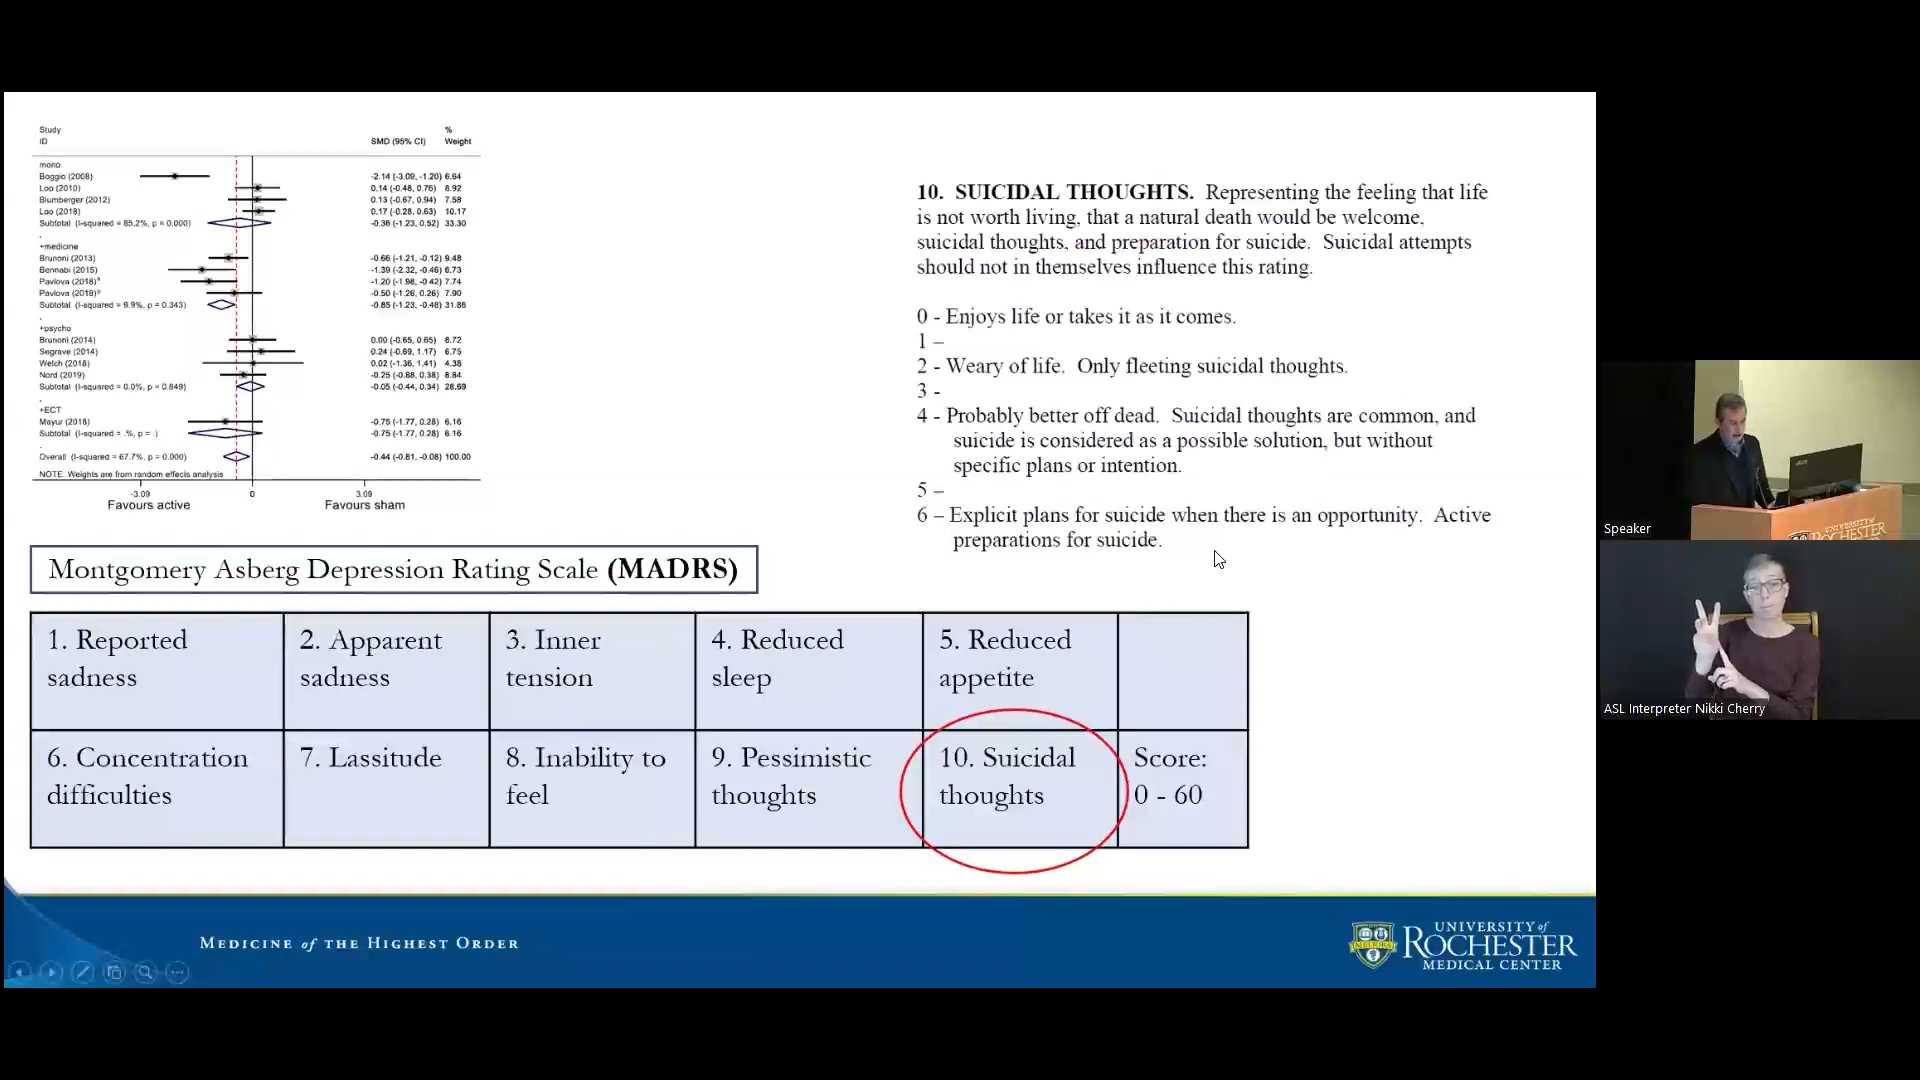 Study
ID
SMD (95% CI)
%
Weight
mono
Boggio (2008) -2.14 (-3.09, -1.20) 6.64
Loo (2010) 0.14 (-0.48, 0.76) 8.92
Blumberger (2012) 0.13 (-0.67, 0.94) 7.58
Loo (2018) 0.17 (-0.28, 0.63) 10.17
Subtotal (I-squared = 85.2%, p = 0.000) -0.36 (-1.23, 0.52) 33.30
.
+medicine
Brunoni (2013) -0.66 (-1.21, -0.12) 9.48
Bennabi (2015) -1.39 (-2.32, -0.46) 6.73
Pavlova (2018)ª -1.20 (-1.98, -0.42) 7.74
Pavlova (2018)ᵇ -0.50 (-1.26, 0.26) 7.90
Subtotal (I-squared = 9.9%, p = 0.343) -0.85 (-1.23, -0.48) 31.86
.
+psycho
Brunoni (2014) 0.00 (-0.65, 0.65) 8.72
Segrave (2014) 0.24 (-0.69, 1.17) 6.75
Welch (2018) 0.02 (-1.36, 1.41) 4.38
Nord (2019) -0.25 (-0.88, 0.38) 8.84
Subtotal (I-squared = 0.0%, p = 0.849) -0.05 (-0.44, 0.34) 28.69
.
+ECT
Mayur (2018) -0.75 (-1.77, 0.28) 6.16
Subtotal (I-squared = .%, p = .) -0.75 (-1.77, 0.28) 6.16
.
Overall (I-squared = 67.7%, p = 0.000) -0.44 (-0.81, -0.08) 100.00
NOTE: Weights are from random effects analysis
-3.09 0 3.09
Favours active Favours sham
10. SUICIDAL THOUGHTS. Representing the feeling that life
is not worth living, that a natural death would be welcome,
suicidal thoughts, and preparation for suicide. Suicidal attempts
should not in themselves influence this rating.
0 - Enjoys life or takes it as it comes.
1 –
2 - Weary of life. Only fleeting suicidal thoughts.
3 -
4 - Probably better off dead. Suicidal thoughts are common, and
suicide is considered as a possible solution, but without
specific plans or intention.
5 –
6 – Explicit plans for suicide when there is an opportunity. Active
preparations for suicide.
Montgomery Asberg Depression Rating Scale (MADRS)
1. Reported
sadness
2. Apparent
sadness
3. Inner
tension
4. Reduced
sleep
5. Reduced
appetite
6. Concentration
difficulties
7. Lassitude
8. Inability to
feel
9. Pessimistic
thoughts
10. Suicidal
thoughts
Score:
0 - 60
MEDICINE of THE HIGHEST ORDER
UNIVERSITY of
ROCHESTER
MEDICAL CENTER
UNIVERSITY of
ROCHESTER
Speaker
ASL Interpreter Nikki Cherry